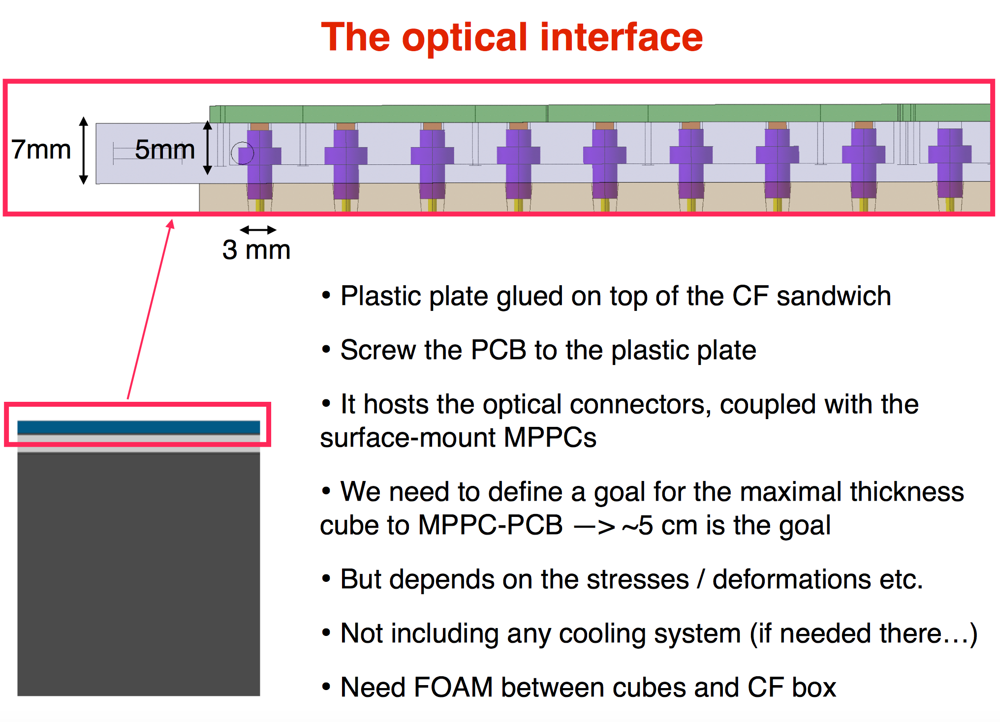 The optical interface
7mm
5mm
3 mm
• Plastic plate glued on top of the CF sandwich
• Screw the PCB to the plastic plate
• It hosts the optical connectors, coupled with the
surface-mount MPPCs
• We need to define a goal for the maximal thickness
cube to MPPC-PCB —> ~5 cm is the goal
• But depends on the stresses / deformations etc.
• Not including any cooling system (if needed there…)
• Need FOAM between cubes and CF box